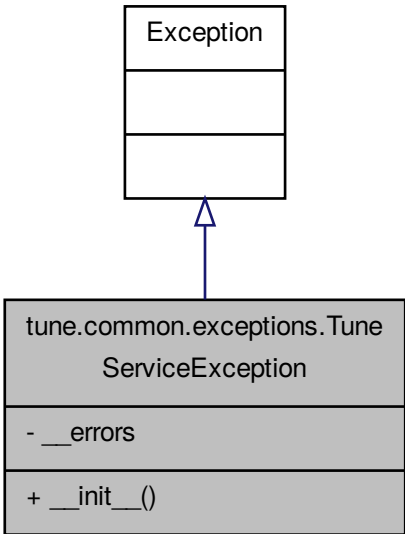 Exception
tune.common.exceptions.Tune
ServiceException
- __errors
+ __init__()